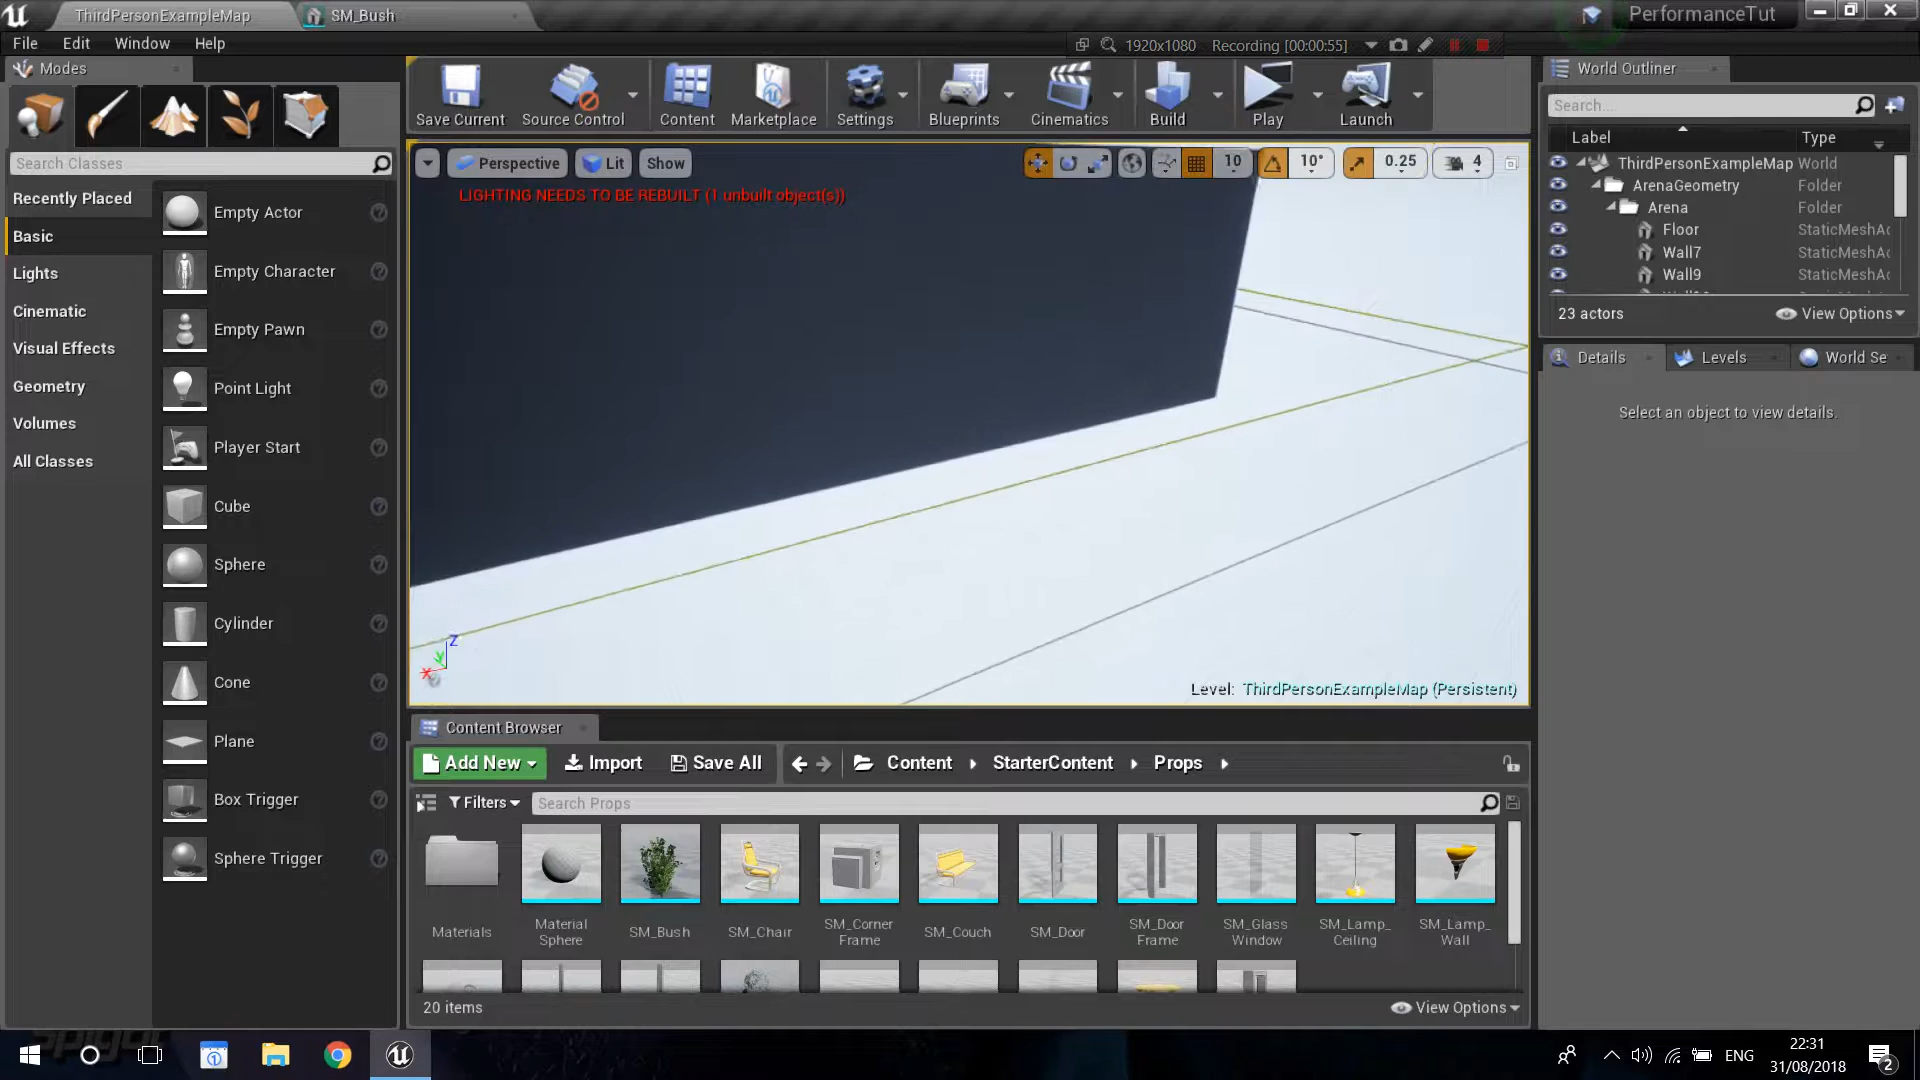 ThirdPersonExampleMap
SM_Bush
PerformanceTut
File Edit Window Help
1920x1080 Recording [00:00:55]
Modes
World Outliner
Save Current
Source Control
Content
Marketplace
Settings
Blueprints
Cinematics
Build
Play
Launch
Search...
Label
Type
Search Classes
Perspective
Lit
Show
10
10°
0.25
4
ThirdPersonExampleMap World
LIGHTING NEEDS TO BE REBUILT (1 unbuilt object(s))
ArenaGeometry Folder
Arena Folder
Floor StaticMeshAc
Wall7 StaticMeshAc
Wall9 StaticMeshAc
23 actors
View Options
Recently Placed
Basic
Lights
Cinematic
Visual Effects
Geometry
Volumes
All Classes
Empty Actor
Empty Character
Empty Pawn
Point Light
Player Start
Cube
Sphere
Cylinder
Cone
Plane
Box Trigger
Sphere Trigger
Details
Levels
World Se
Select an object to view details.
Z
Y
X
Level: ThirdPersonExampleMap (Persistent)
Content Browser
Add New
Import
Save All
Content
StarterContent
Props
Filters
Search Props
Materials
Material Sphere
SM_Bush
SM_Chair
SM_Corner Frame
SM_Couch
SM_Door
SM_Door Frame
SM_Glass Window
SM_Lamp_ Ceiling
SM_Lamp_ Wall
20 items
View Options
ENG
22:31
31/08/2018
2